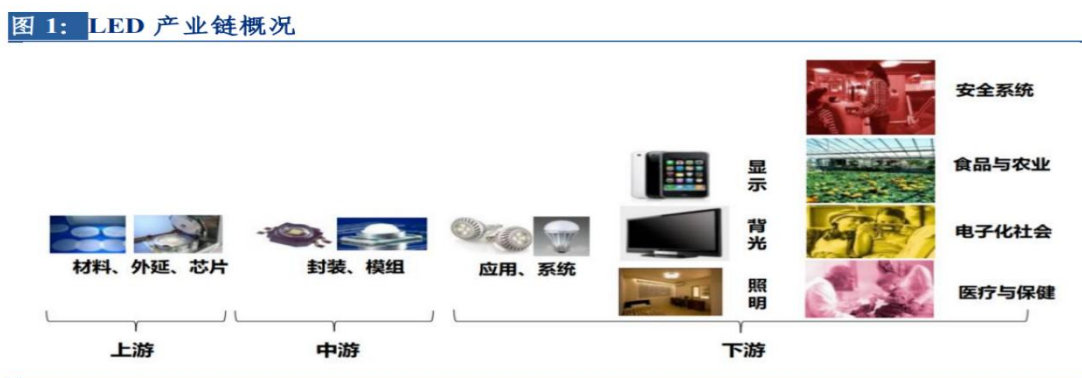 图 1: LED 产业链概况
材料、外延、芯片
封装、模组
应用、系统
显示
背光
照明
安全系统
食品与农业
电子化社会
医疗与保健
上游
中游
下游